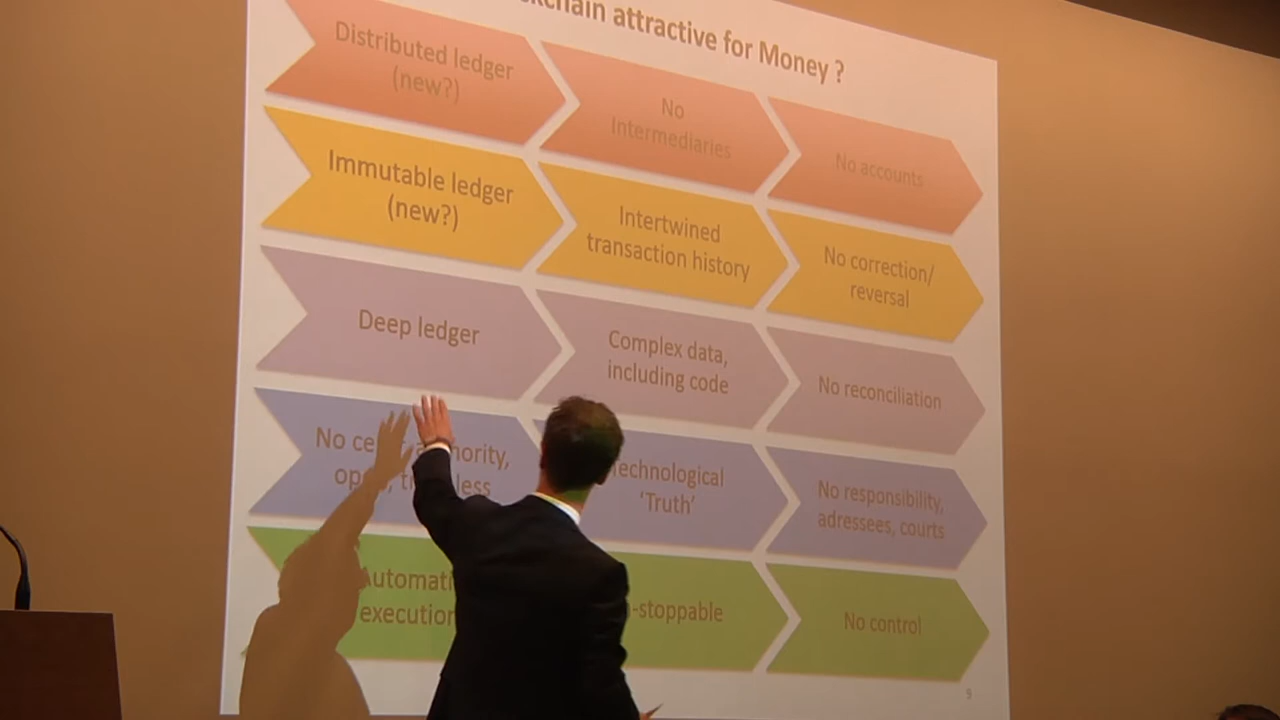 attractive for Money ?
Distributed ledger
(new?)
No
Intermediaries
No accounts
Immutable ledger
(new?)
Intertwined
transaction history
No correction/
reversal
Deep ledger
Complex data,
including code
No reconciliation
No
Technological
‘Truth’
No responsibility,
adressees, courts
execution
-stoppable
No control
9